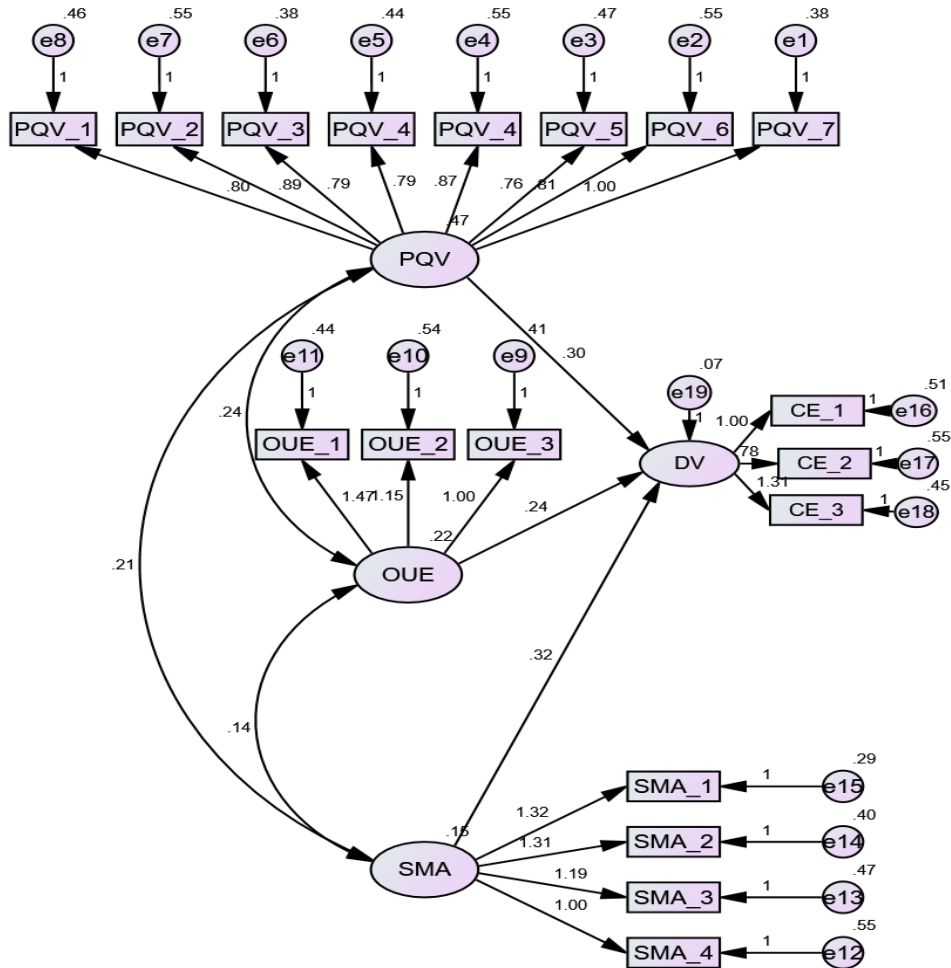 .46 .55 .38 .44 .55 .47 .55 .38
e8 e7 e6 e5 e4 e3 e2 e1
1 1 1 1 1 1 1 1
PQV_1 PQV_2 PQV_3 PQV_4 PQV_4 PQV_5 PQV_6 PQV_7
.80 .89 .79 .79 .87 .76 .81 1.00
.47
PQV
.44 .54 .41
e11 e10 e9 .30
1 1 1
.07
e19
1
.24
OUE_1 OUE_2 OUE_3
1.47 1.15 1.00
.22
OUE
.24
DV
1.00 CE_1 1 e16 .51
.78 CE_2 1 e17 .55
1.31 CE_3 1 e18 .45
.21
.14
.32
.15
SMA
1.32 SMA_1 1 e15 .29
1.31 SMA_2 1 e14 .40
1.19 SMA_3 1 e13 .47
1.00 SMA_4 1 e12 .55